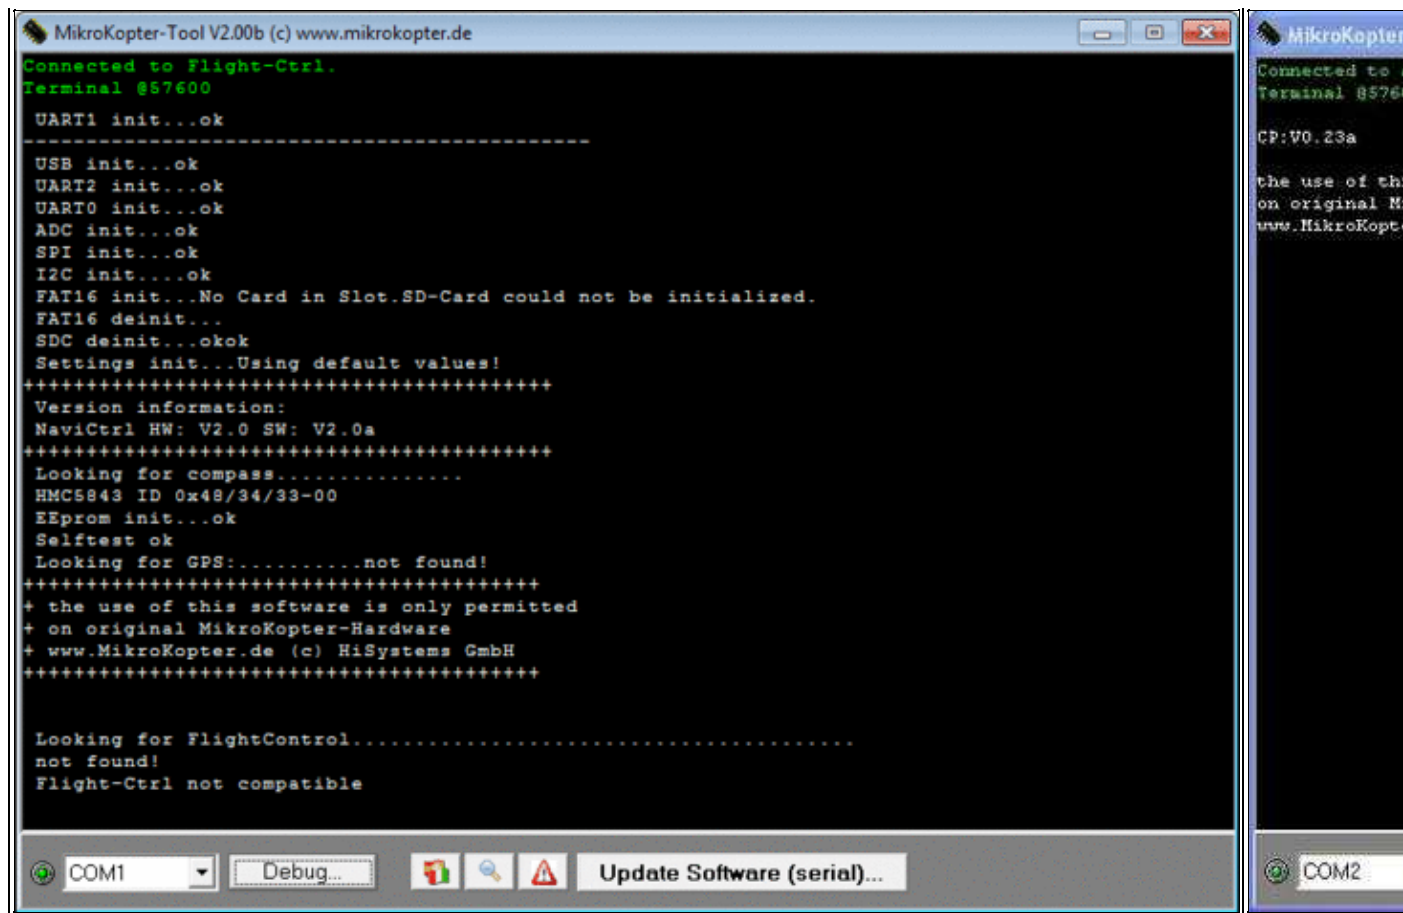 MikroKopter-Tool V2.00b (c) www.mikrokopter.de
Connected to Flight-Ctrl.
Terminal @57600
UART1 init...ok
---------------------------------------------
USB init...ok
UART2 init...ok
UART0 init...ok
ADC init...ok
SPI init...ok
I2C init....ok
FAT16 init...No Card in Slot.SD-Card could not be initialized.
FAT16 deinit...
SDC deinit...okok
Settings init...Using default values!
++++++++++++++++++++++++++++++++++++++++++
Version information:
NaviCtrl HW: V2.0 SW: V2.0a
++++++++++++++++++++++++++++++++++++++++++
Looking for compass...............
HMC5843 ID 0x48/34/33-00
EEprom init...ok
Selftest ok
Looking for GPS:..........not found!
+++++++++++++++++++++++++++++++++++++++++
+ the use of this software is only permitted
+ on original MikroKopter-Hardware
+ www.MikroKopter.de (c) HiSystems GmbH
+++++++++++++++++++++++++++++++++++++++++
Looking for FlightControl........................................
not found!
Flight-Ctrl not compatible
COM1
Debug...
Update Software (serial)...
MikroKopter
Connected to
Terminal @576
CP:V0.23a
the use of thi
on original M
www.MikroKopt
COM2